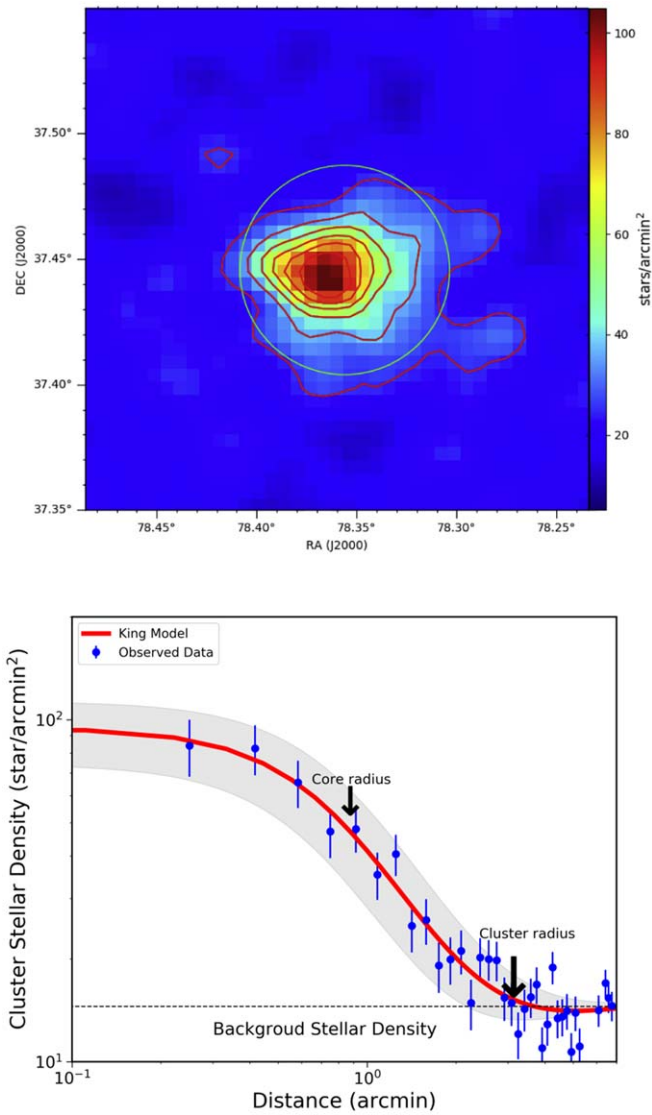 37.50°
37.45°
37.40°
37.35°
DEC (J2000)
78.45°
78.40°
78.35°
78.30°
78.25°
RA (J2000)
100
80
60
40
20
stars/arcmin²
King Model
Observed Data
Core radius
Cluster radius
Backgroud Stellar Density
10²
10¹
Cluster Stellar Density (star/arcmin²)
10⁻¹
10⁰
Distance (arcmin)